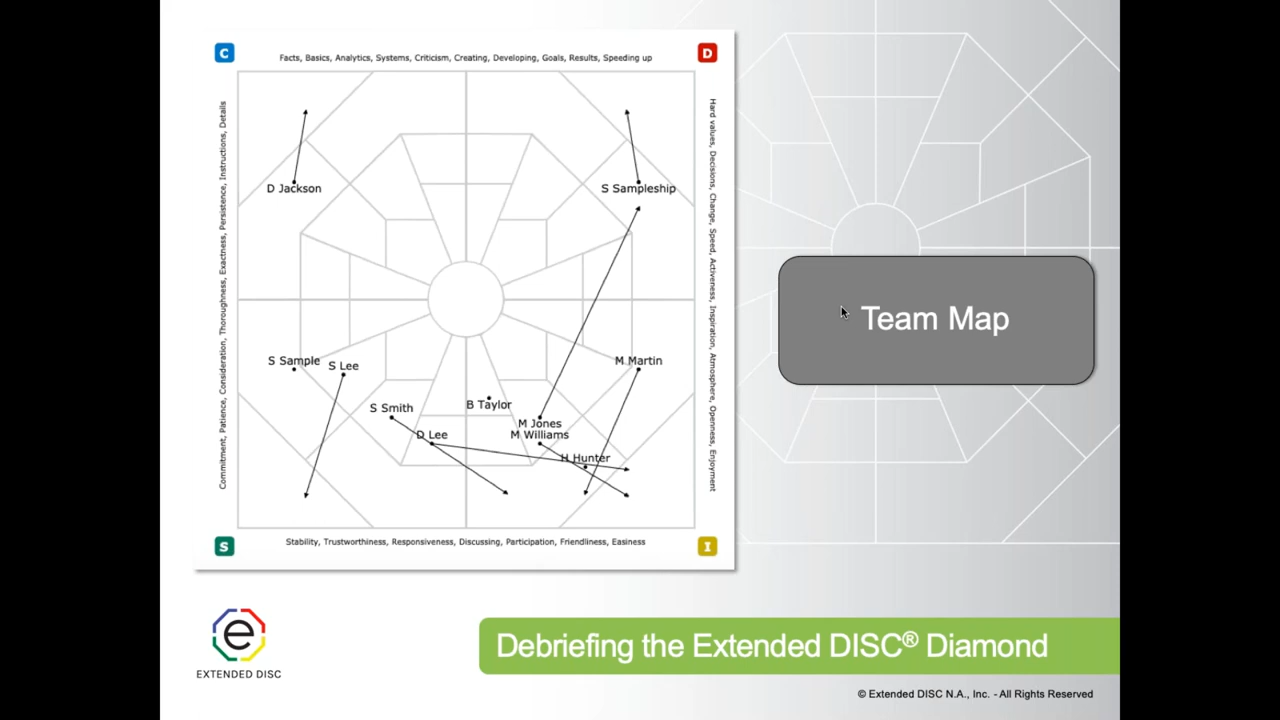 C
D
Facts, Basics, Analytics, Systems, Criticism, Creating, Developing, Goals, Results, Speeding up
Commitment, Patience, Consideration, Thoroughness, Exactness, Persistence, Instructions, Details
Hard values, Decisions, Change, Speed, Activeness, Inspiration, Atmosphere, Openness, Enjoyment
D Jackson
S Sampleship
S Sample
S Lee
M Martin
S Smith
B Taylor
M Jones
D Lee
M Williams
H Hunter
S
I
Stability, Trustworthiness, Responsiveness, Discussing, Participation, Friendliness, Easiness
Team Map
e
EXTENDED DISC
Debriefing the Extended DISC® Diamond
© Extended DISC N.A., Inc. - All Rights Reserved